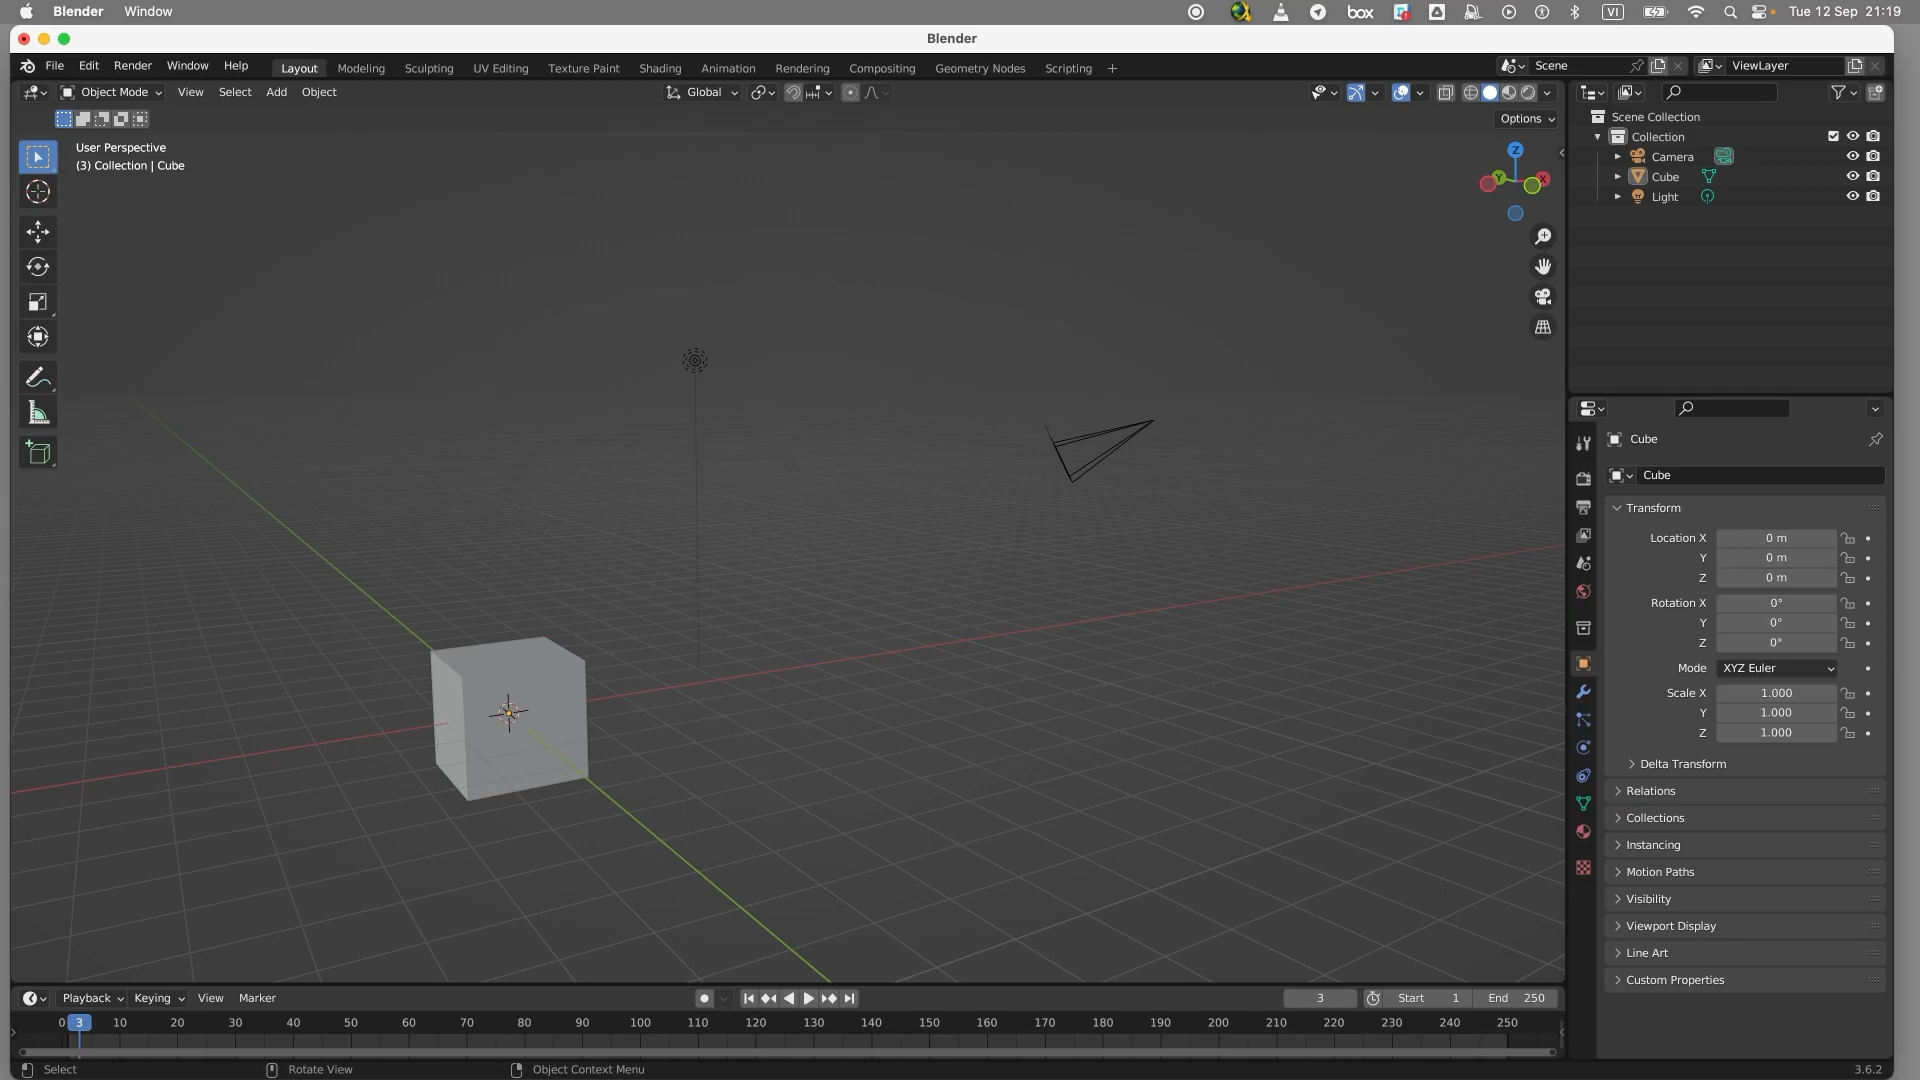 Blender Window box VI Tue 12 Sep 21:19
Blender
File Edit Render Window Help Layout Modeling Sculpting UV Editing Texture Paint Shading Animation Rendering Compositing Geometry Nodes Scripting + Scene ViewLayer
Object Mode View Select Add Object Global
Options
User Perspective
(3) Collection | Cube
Z
Y X
Scene Collection
Collection
Camera
Cube
Light
Cube
Cube
Transform
Location X 0 m
Y 0 m
Z 0 m
Rotation X 0°
Y 0°
Z 0°
Mode XYZ Euler
Scale X 1.000
Y 1.000
Z 1.000
Delta Transform
Relations
Collections
Instancing
Motion Paths
Visibility
Viewport Display
Line Art
Custom Properties
Playback Keying View Marker 3 Start 1 End 250
0 3 10 20 30 40 50 60 70 80 90 100 110 120 130 140 150 160 170 180 190 200 210 220 230 240 250
Select Rotate View Object Context Menu 3.6.2